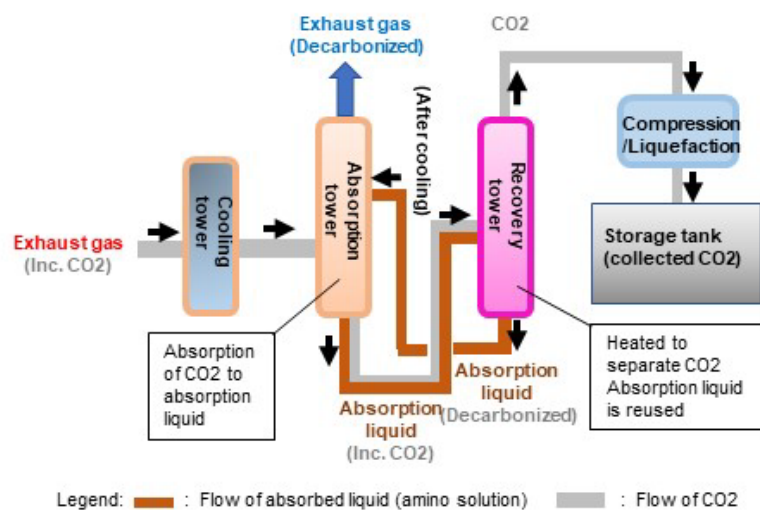 Exhaust gas
(Decarbonized)
CO2
(After cooling)
Compression
/Liquefaction
Cooling
tower
Absorption
tower
Recovery
tower
Exhaust gas
(Inc. CO2)
Storage tank
(collected CO2)
Absorption
of CO2 to
absorption
liquid
Absorption
liquid
(Inc. CO2)
Absorption
liquid
(Decarbonized)
Heated to
separate CO2
Absorption liquid
is reused
Legend: : Flow of absorbed liquid (amino solution) : Flow of CO2